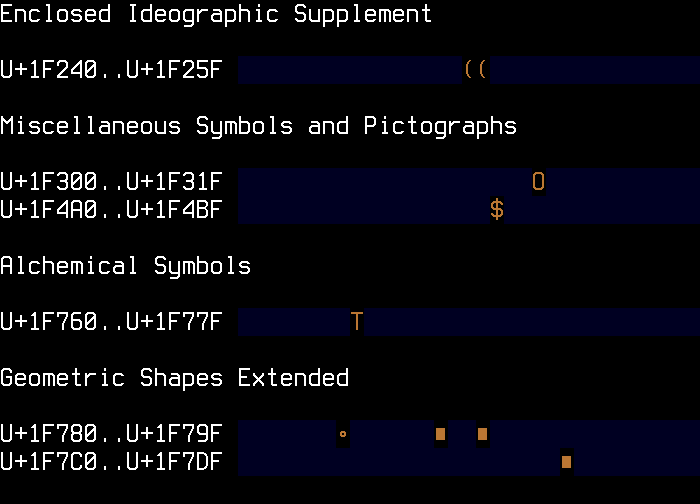 Enclosed Ideographic Supplement
U+1F240..U+1F25F ((
Miscellaneous Symbols and Pictographs
U+1F300..U+1F31F O
U+1F4A0..U+1F4BF $
Alchemical Symbols
U+1F760..U+1F77F T
Geometric Shapes Extended
U+1F780..U+1F79F ∘ ■ ■
U+1F7C0..U+1F7DF ■